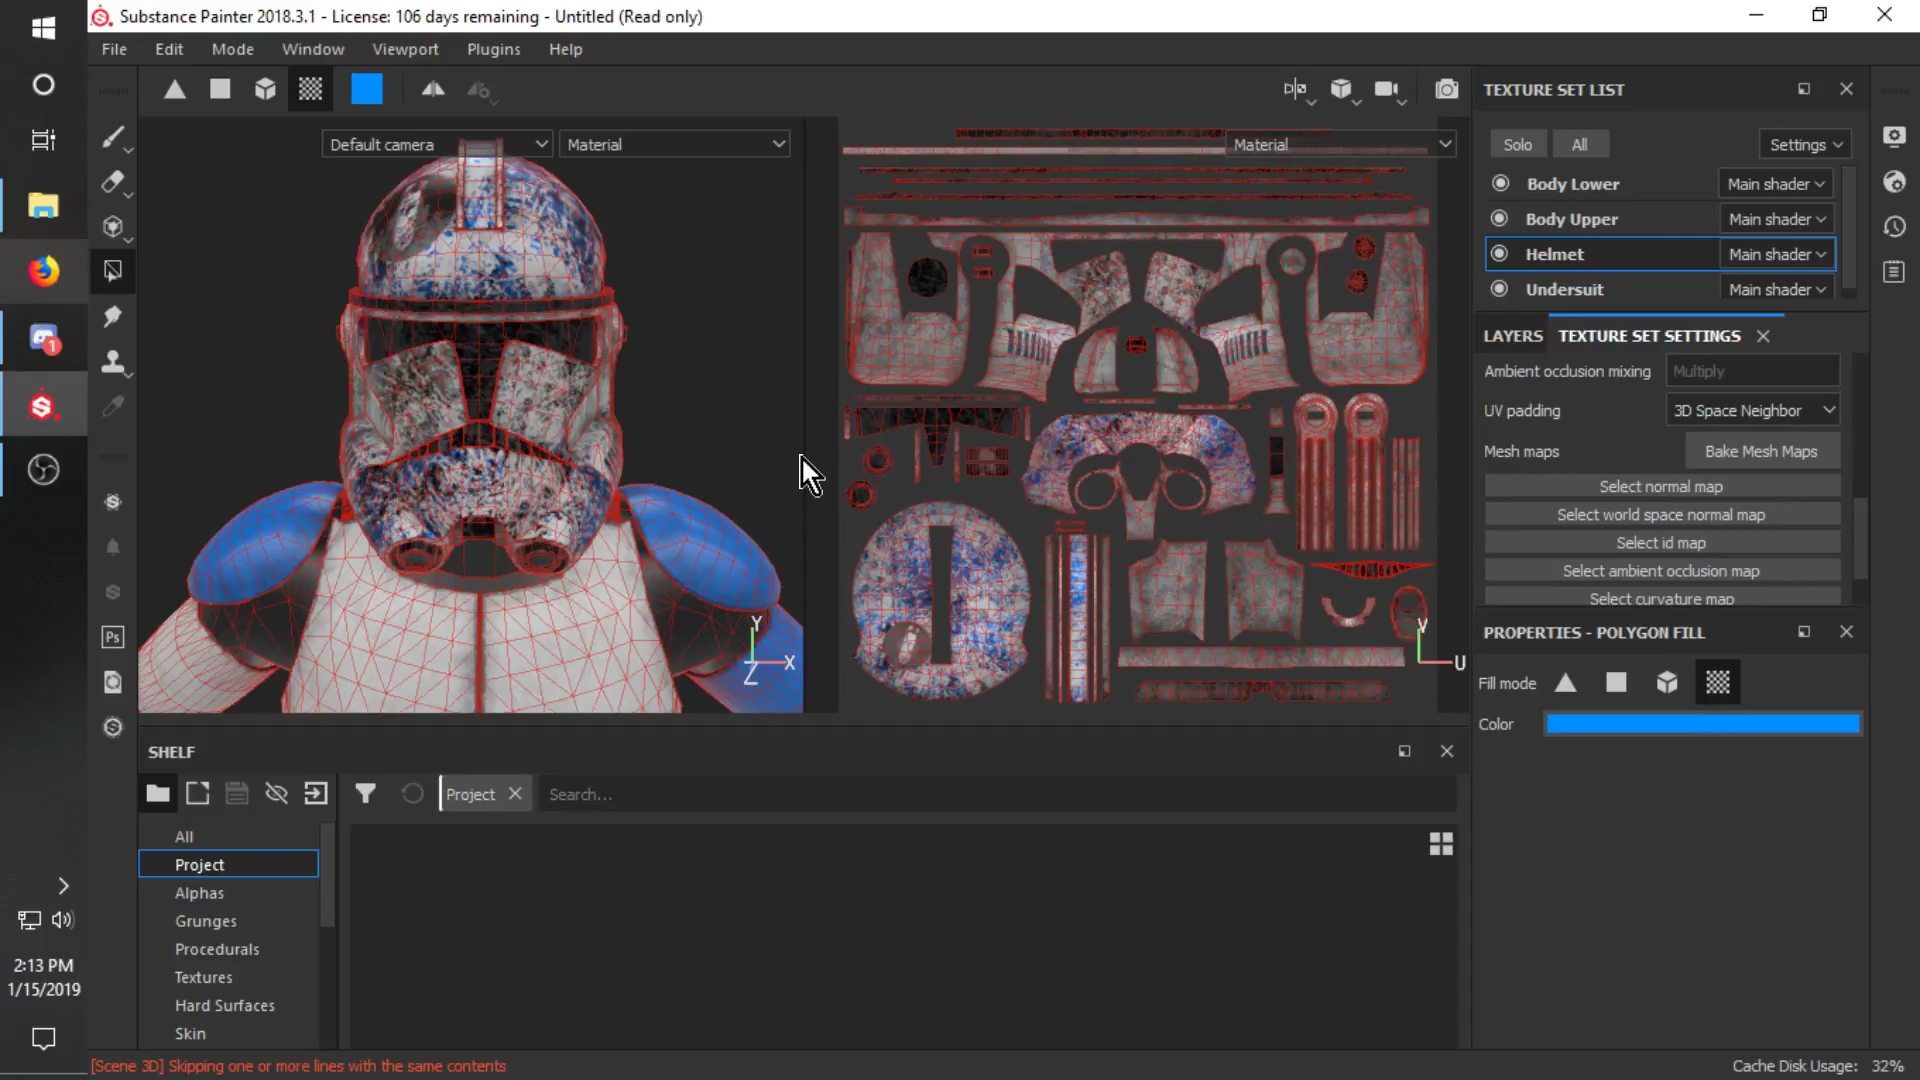 Substance Painter 2018.3.1 - License: 106 days remaining - Untitled (Read only)
File Edit Mode Window Viewport Plugins Help
TEXTURE SET LIST
Default camera
Material
Material
Solo
All
Settings
Body Lower Main shader
Body Upper Main shader
Helmet Main shader
Undersuit Main shader
LAYERS
TEXTURE SET SETTINGS
Ambient occlusion mixing Multiply
UV padding 3D Space Neighbor
Mesh maps Bake Mesh Maps
Select normal map
Select world space normal map
Select id map
Select ambient occlusion map
Select curvature map
PROPERTIES - POLYGON FILL
Fill mode
Color
Y
X
Z
V
U
1
Ps
SHELF
Project
Search...
All
Project
Alphas
Grunges
Procedurals
Textures
Hard Surfaces
Skin
2:13 PM
1/15/2019
[Scene 3D] Skipping one or more lines with the same contents
Cache Disk Usage: 32%